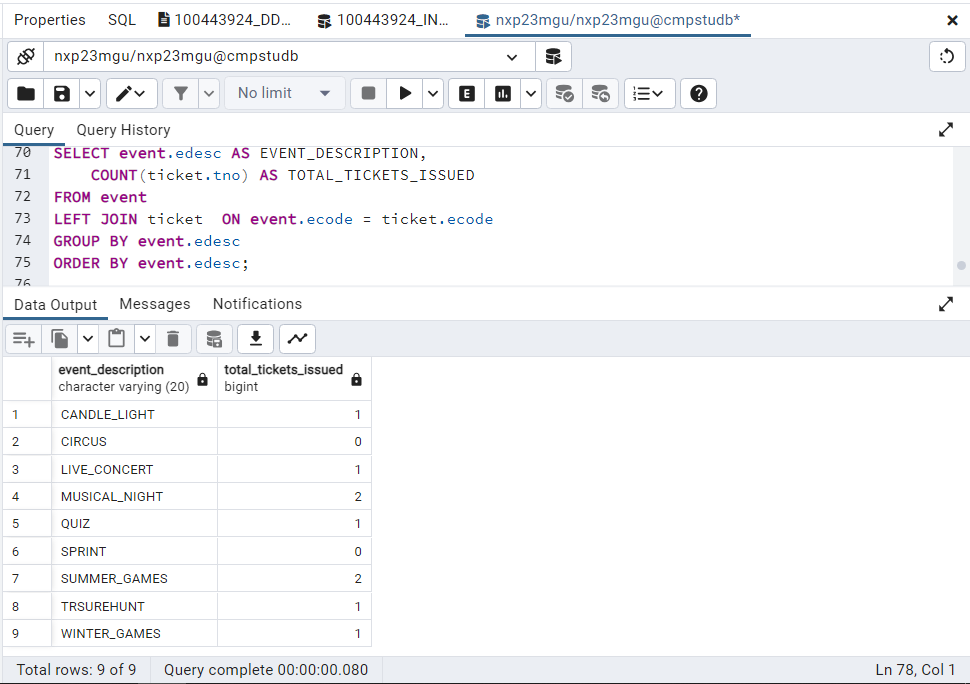 Properties SQL 100443924_DD... 100443924_IN... nxp23mgu/nxp23mgu@cmpstudb*
nxp23mgu/nxp23mgu@cmpstudb
No limit E
Query Query History
70 SELECT event.edesc AS EVENT_DESCRIPTION,
71 COUNT(ticket.tno) AS TOTAL_TICKETS_ISSUED
72 FROM event
73 LEFT JOIN ticket ON event.ecode = ticket.ecode
74 GROUP BY event.edesc
75 ORDER BY event.edesc;
76
Data Output Messages Notifications
event_description total_tickets_issued
character varying (20) bigint
1 CANDLE_LIGHT 1
2 CIRCUS 0
3 LIVE_CONCERT 1
4 MUSICAL_NIGHT 2
5 QUIZ 1
6 SPRINT 0
7 SUMMER_GAMES 2
8 TRSUREHUNT 1
9 WINTER_GAMES 1
Total rows: 9 of 9 Query complete 00:00:00.080 Ln 78, Col 1